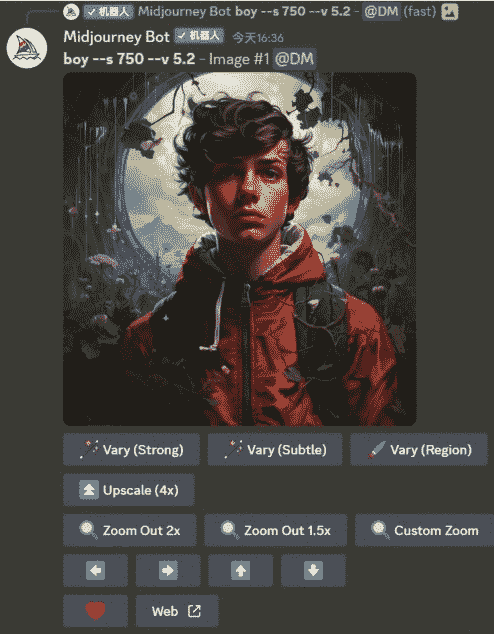 ✓ 机器人 Midjourney Bot boy --s 750 --v 5.2 - @DM (fast)
Midjourney Bot ✓ 机器人 今天16:36
boy --s 750 --v 5.2 - Image #1 @DM
Vary (Strong) Vary (Subtle) Vary (Region)
Upscale (4x)
Zoom Out 2x Zoom Out 1.5x Custom Zoom
Web